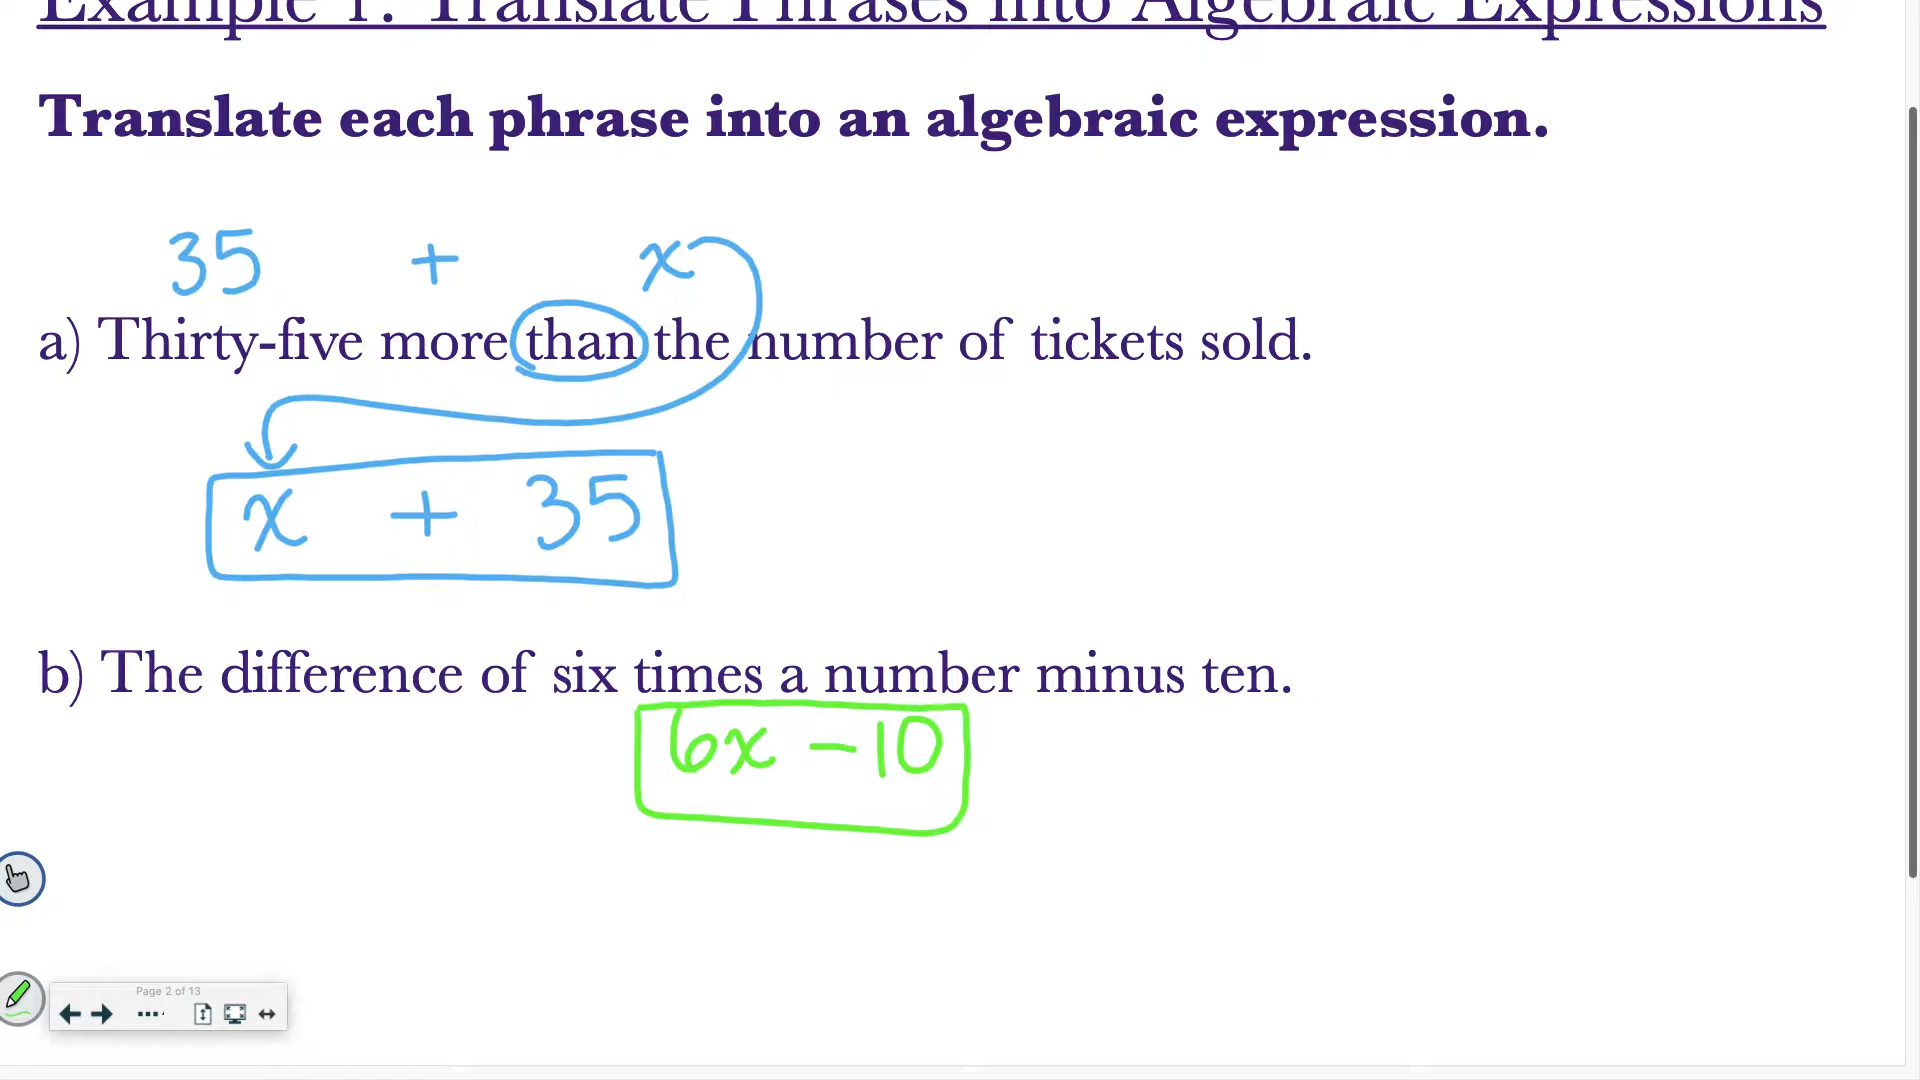 Example 1: Translate Phrases into Algebraic Expressions
Translate each phrase into an algebraic expression.
35 + x
a) Thirty-five more than the number of tickets sold.
x + 35
b) The difference of six times a number minus ten.
6x - 10
Page 2 of 13